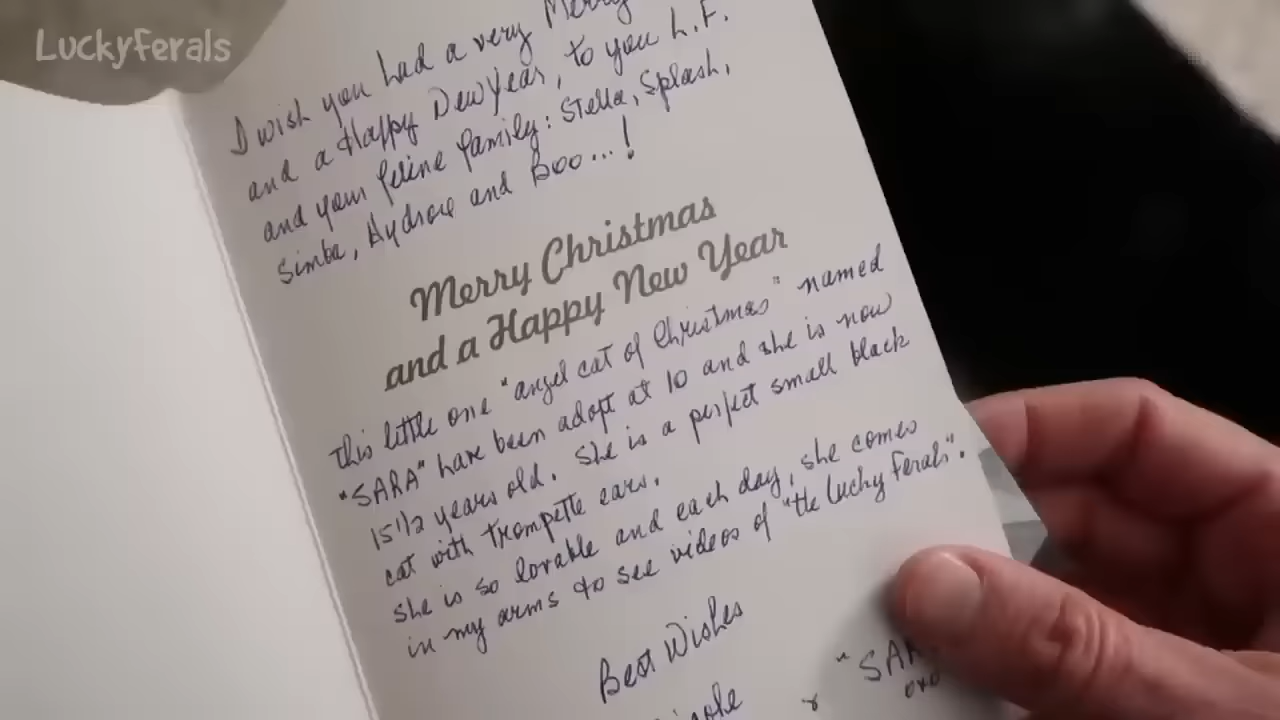 LuckyFerals
I wish you had a very Merry
and a Happy New Year, to you L.F.
and your feline family: Stella, Splash,
Simba, and Boo...!
Merry Christmas
and a Happy New Year
This little one "angel cat of Christmas" named
"SARA" have been adopt at 10 and she is now
15 1/2 years old. She is a perfect small black
cat with trompette ears.
She is so lovable and each day, she comes
in my arms to see videos of "the Lucky Ferals".
Best Wishes
"SARA
oxo